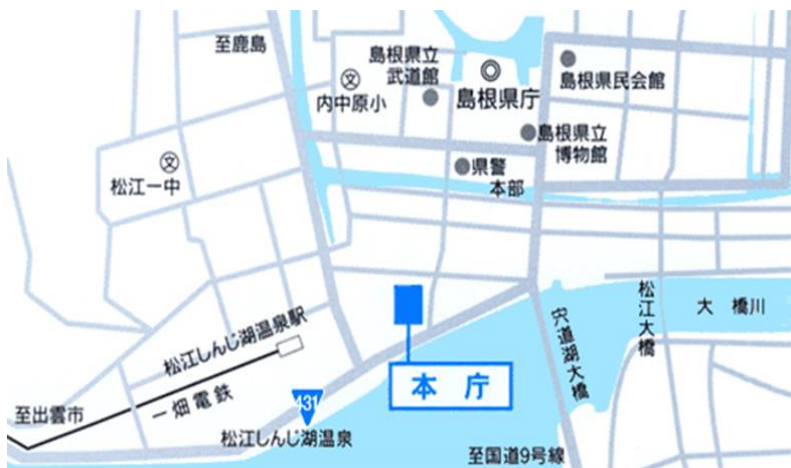 至鹿島
島根県立
武道館
文
内中原小
島根県庁
島根県民会館
島根県立
博物館
県警
本部
文
松江一中
松江しんじ湖温泉駅
一畑電鉄
至出雲市
431
松江しんじ湖温泉
本庁
宍道湖大橋
松江大橋
大橋川
至国道9号線